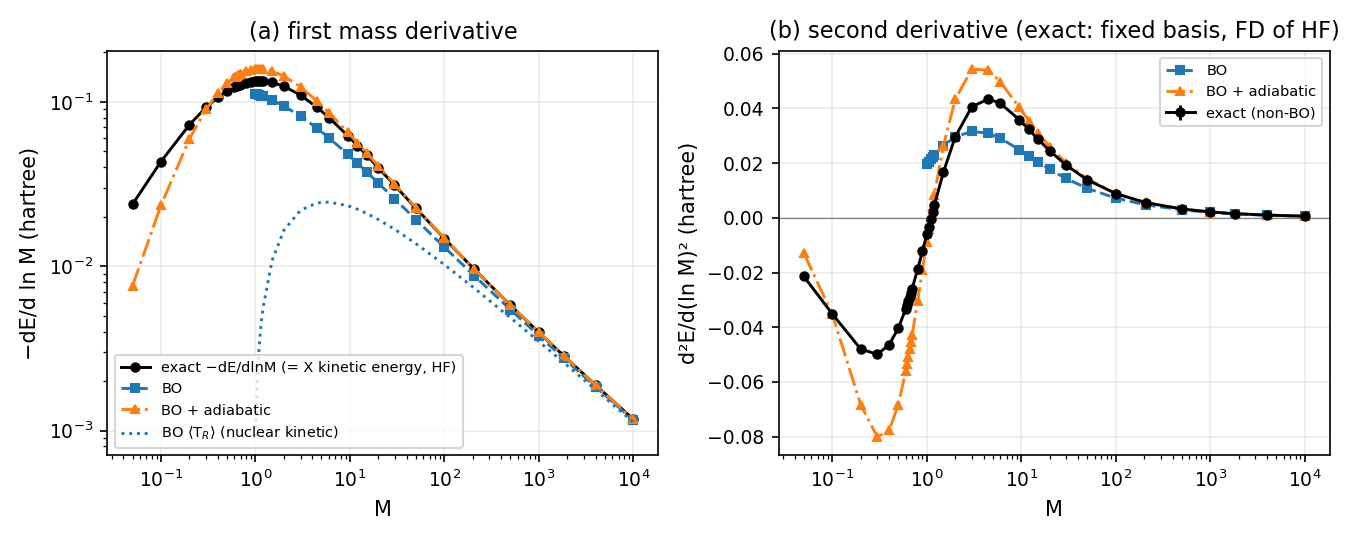 (a) first mass derivative
−dE/d ln M (hartree)
10⁻¹
10⁻²
10⁻³
exact −dE/dlnM (= X kinetic energy, HF)
BO
BO + adiabatic
BO ⟨T_R⟩ (nuclear kinetic)
10⁻¹ 10⁰ 10¹ 10² 10³ 10⁴
M
(b) second derivative (exact: fixed basis, FD of HF)
d²E/d(ln M)² (hartree)
0.06
0.04
0.02
0.00
−0.02
−0.04
−0.06
−0.08
BO
BO + adiabatic
exact (non-BO)
10⁻¹ 10⁰ 10¹ 10² 10³ 10⁴
M